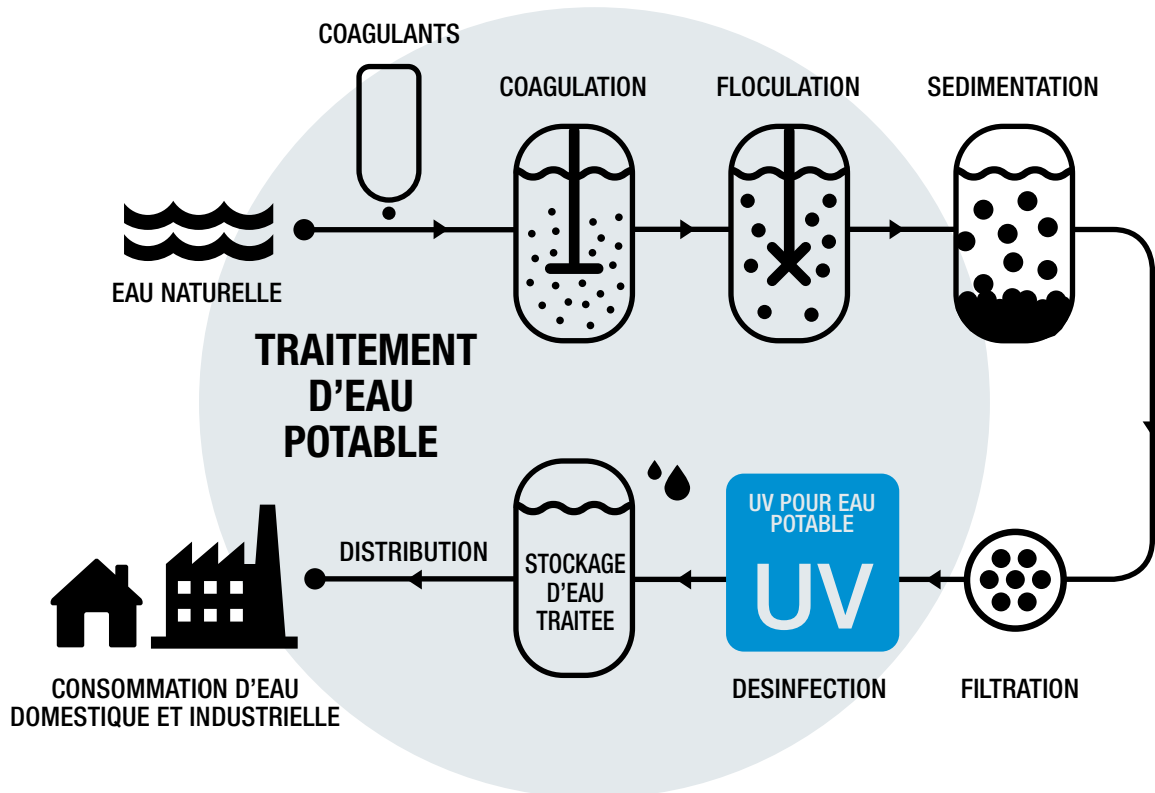 COAGULANTS
COAGULATION
FLOCULATION
SEDIMENTATION
EAU NATURELLE
TRAITEMENT
D'EAU
POTABLE
UV POUR EAU
POTABLE
UV
DISTRIBUTION
STOCKAGE
D'EAU
TRAITEE
CONSOMMATION D'EAU
DOMESTIQUE ET INDUSTRIELLE
DESINFECTION
FILTRATION